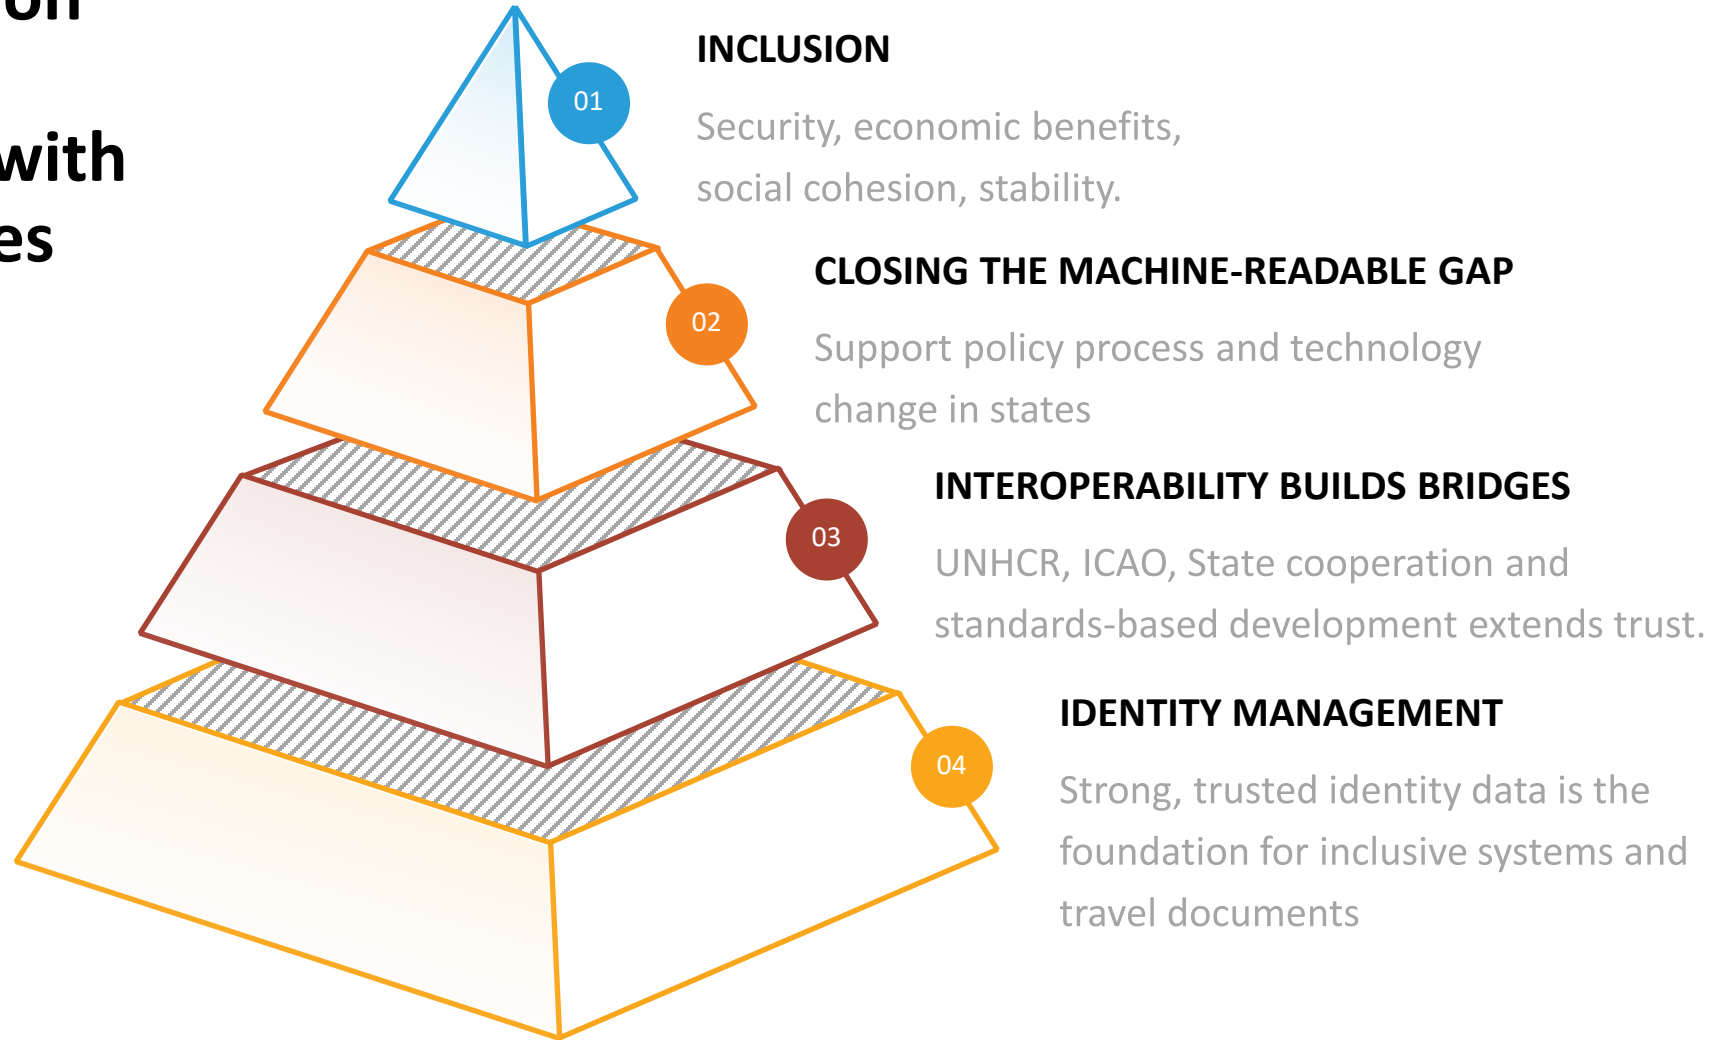 with
01
INCLUSION
Security, economic benefits,
social cohesion, stability.
02
CLOSING THE MACHINE-READABLE GAP
Support policy process and technology
change in states
03
INTEROPERABILITY BUILDS BRIDGES
UNHCR, ICAO, State cooperation and
standards-based development extends trust.
04
IDENTITY MANAGEMENT
Strong, trusted identity data is the
foundation for inclusive systems and
travel documents